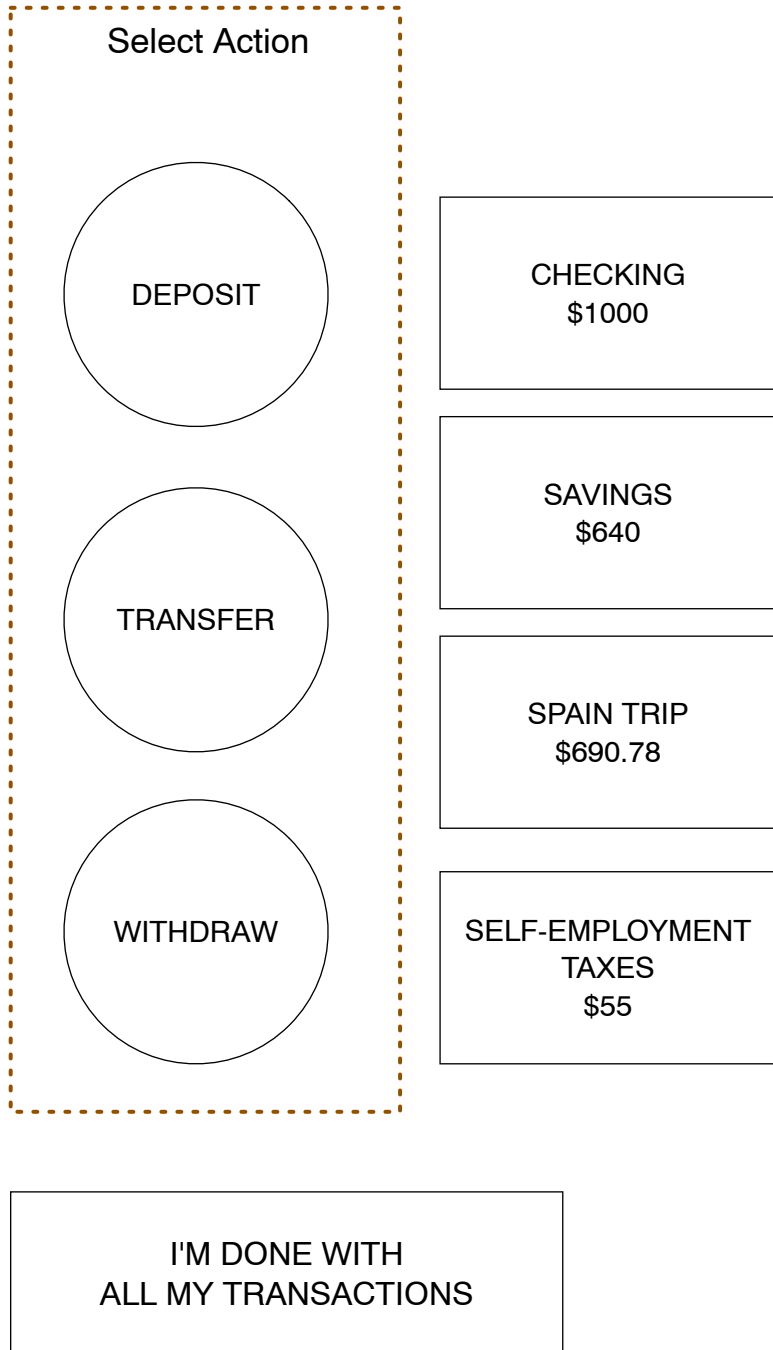 Select Action
DEPOSIT
TRANSFER
WITHDRAW
CHECKING
$1000
SAVINGS
$640
SPAIN TRIP
$690.78
SELF-EMPLOYMENT
TAXES
$55
I'M DONE WITH
ALL MY TRANSACTIONS